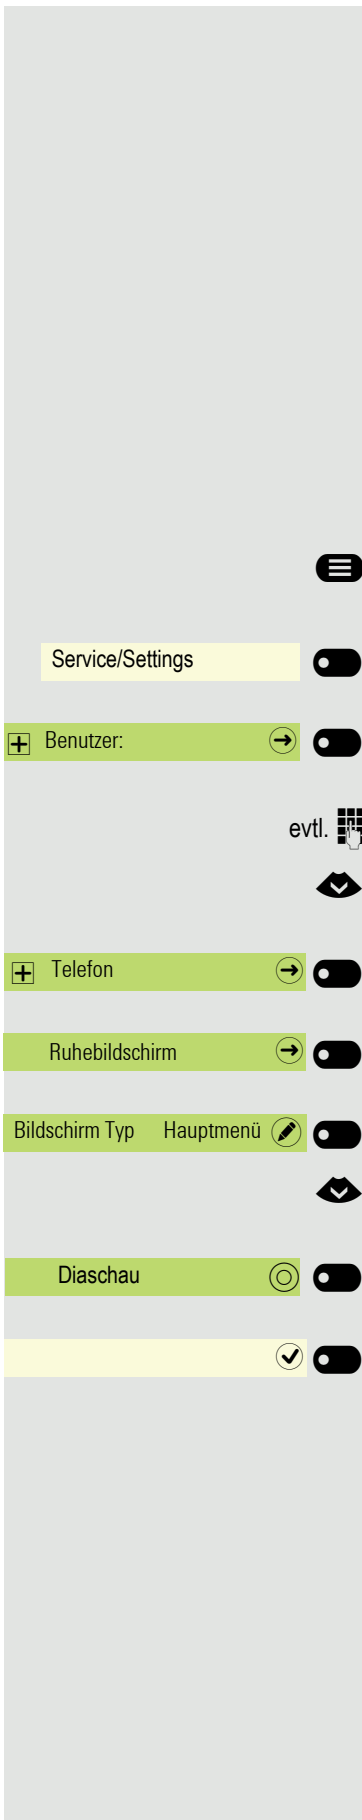 Service/Settings
Benutzer:
evtl.
Telefon
Ruhebildschirm
Bildschirm Typ Hauptmenü
Diaschau